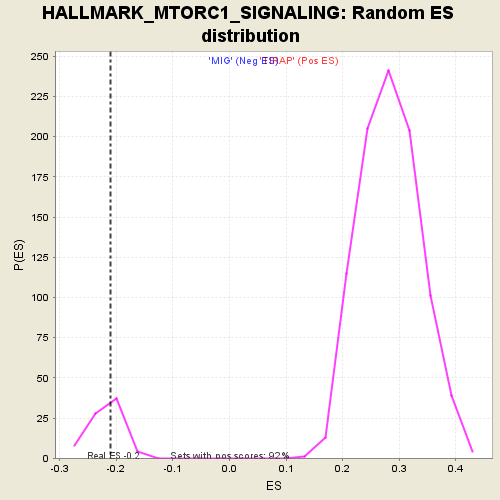 HALLMARK_MTORC1_SIGNALING: Random ES
distribution
'MIG' (Neg ES) (Pos ES)
250
225
200
175
150
125
100
75
50
25
0
P(ES)
Real ES -0.2
Sets with pos scores: 92%
-0.3 -0.2 -0.1 0.0 0.1 0.2 0.3 0.4
ES